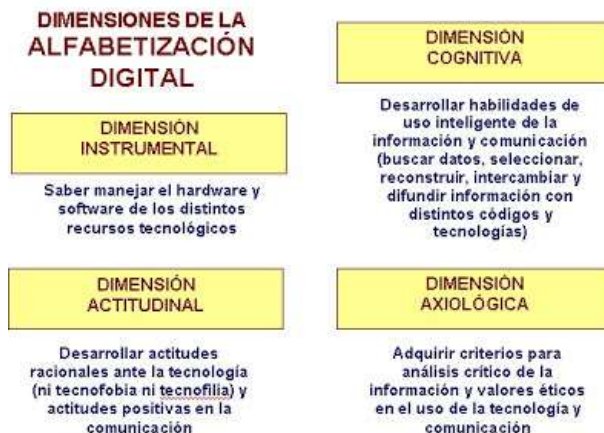 DIMENSIONES DE LA
ALFABETIZACIÓN
DIGITAL
DIMENSIÓN
INSTRUMENTAL
Saber manejar el hardware y
software de los distintos
recursos tecnológicos
DIMENSIÓN
COGNITIVA
Desarrollar habilidades de
uso inteligente de la
información y comunicación
(buscar datos, seleccionar,
reconstruir, intercambiar y
difundir información con
distintos códigos y
tecnologías)
DIMENSIÓN
ACTITUDINAL
Desarrollar actitudes
racionales ante la tecnología
(ni tecnofobia ni tecnofilia) y
actitudes positivas en la
comunicación
DIMENSIÓN
AXIOLÓGICA
Adquirir criterios para
análisis crítico de la
información y valores éticos
en el uso de la tecnología y
comunicación